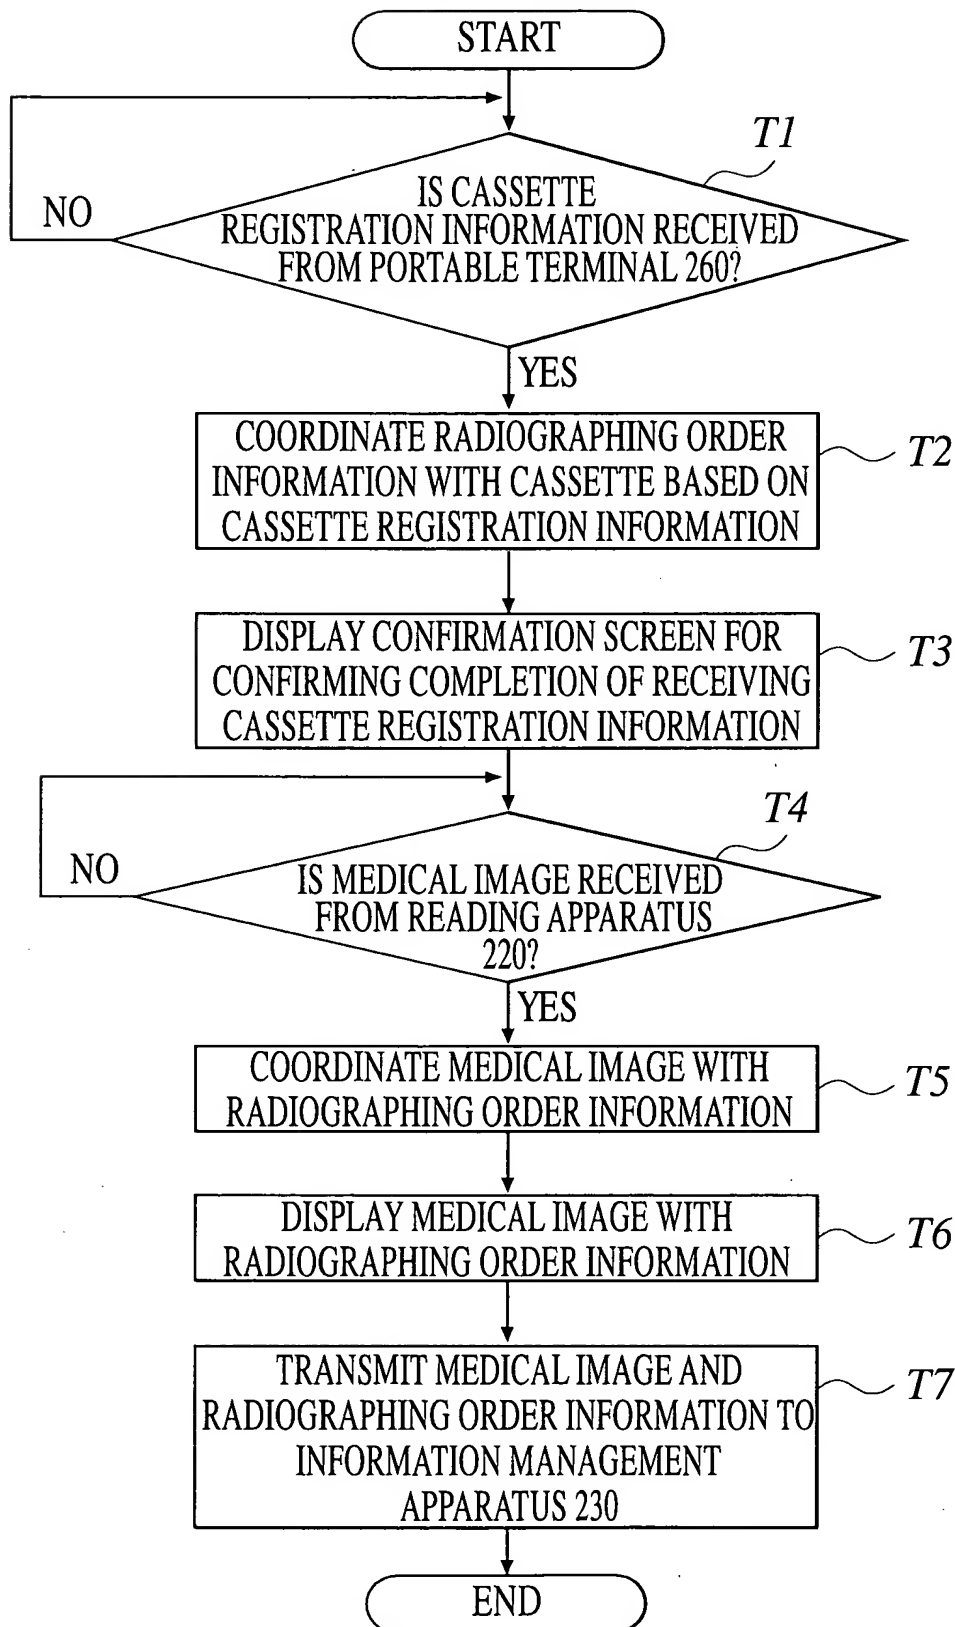 START
T1
IS CASSETTE
REGISTRATION INFORMATION RECEIVED
FROM PORTABLE TERMINAL 260?
NO
YES
COORDINATE RADIOGRAPHING ORDER
INFORMATION WITH CASSETTE BASED ON
CASSETTE REGISTRATION INFORMATION
T2
DISPLAY CONFIRMATION SCREEN FOR
CONFIRMING COMPLETION OF RECEIVING
CASSETTE REGISTRATION INFORMATION
T3
T4
IS MEDICAL IMAGE RECEIVED
FROM READING APPARATUS
220?
NO
YES
COORDINATE MEDICAL IMAGE WITH
RADIOGRAPHING ORDER INFORMATION
T5
DISPLAY MEDICAL IMAGE WITH
RADIOGRAPHING ORDER INFORMATION
T6
TRANSMIT MEDICAL IMAGE AND
RADIOGRAPHING ORDER INFORMATION TO
INFORMATION MANAGEMENT
APPARATUS 230
T7
END